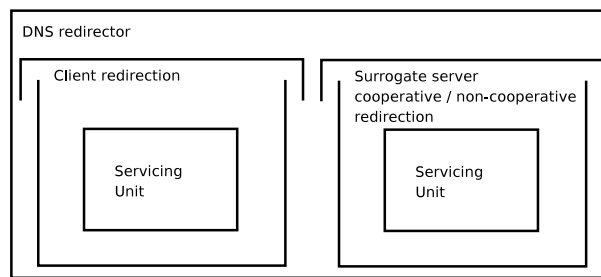 DNS redirector
Client redirection
Servicing
Unit
Surrogate server
cooperative / non-cooperative
redirection
Servicing
Unit